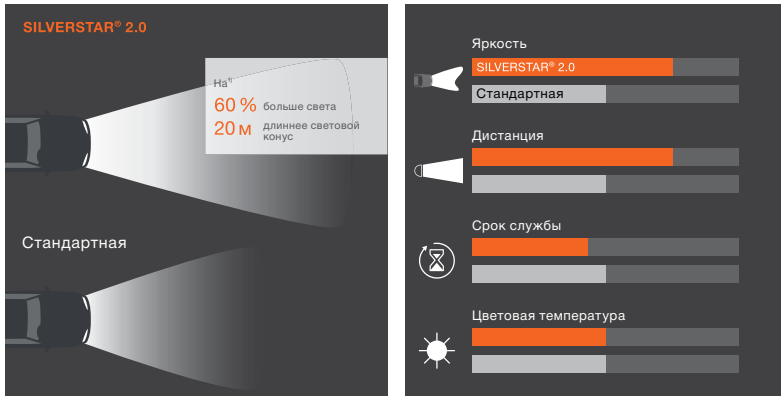 SILVERSTAR® 2.0
На¹⁾
60 % больше света
20 м длиннее световой
конус
Стандартная
Яркость
SILVERSTAR® 2.0
Стандартная
Дистанция
Срок службы
Цветовая температура